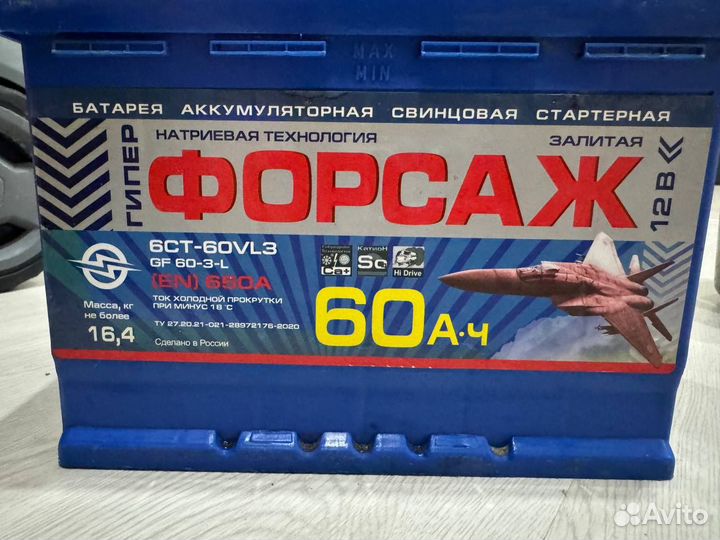 MAX
MIN
БАТАРЕЯ АККУМУЛЯТОРНАЯ СВИНЦОВАЯ СТАРТЕРНАЯ
НАТРИЕВАЯ ТЕХНОЛОГИЯ
ЗАЛИТАЯ
ГИПЕР
ФОРСАЖ
12 В
6СТ-60VL3
GF 60-3-L
(EN) 650A
Ca+
КатиоН
Hi Drive
ТОК ХОЛОДНОЙ ПРОКРУТКИ
ПРИ МИНУС 18 °С
Масса, кг
не более
16,4
60А·ч
ТУ 27.20.21-021-28972176-2020
Сделано в России
Avito